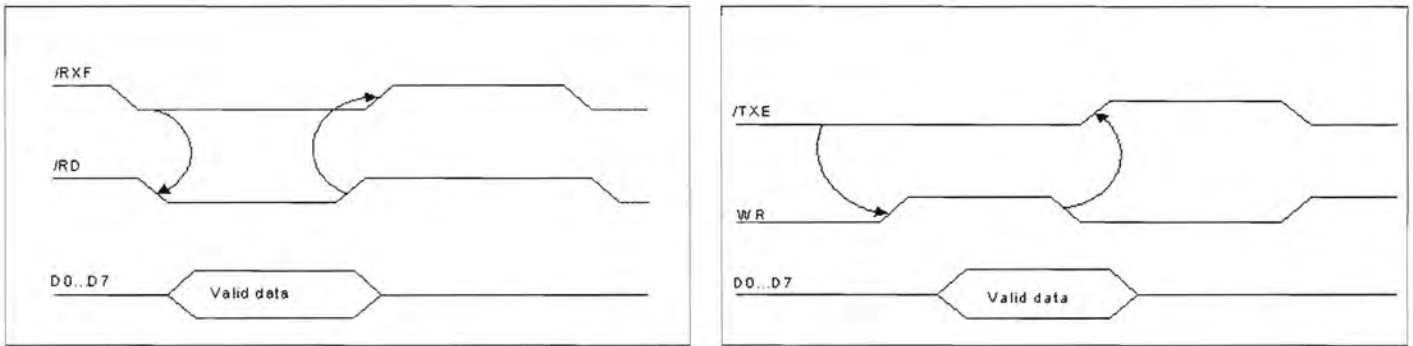 /RXF
/RD
D0...D7
Valid data
/TXE
WR
D0...D7
Valid data